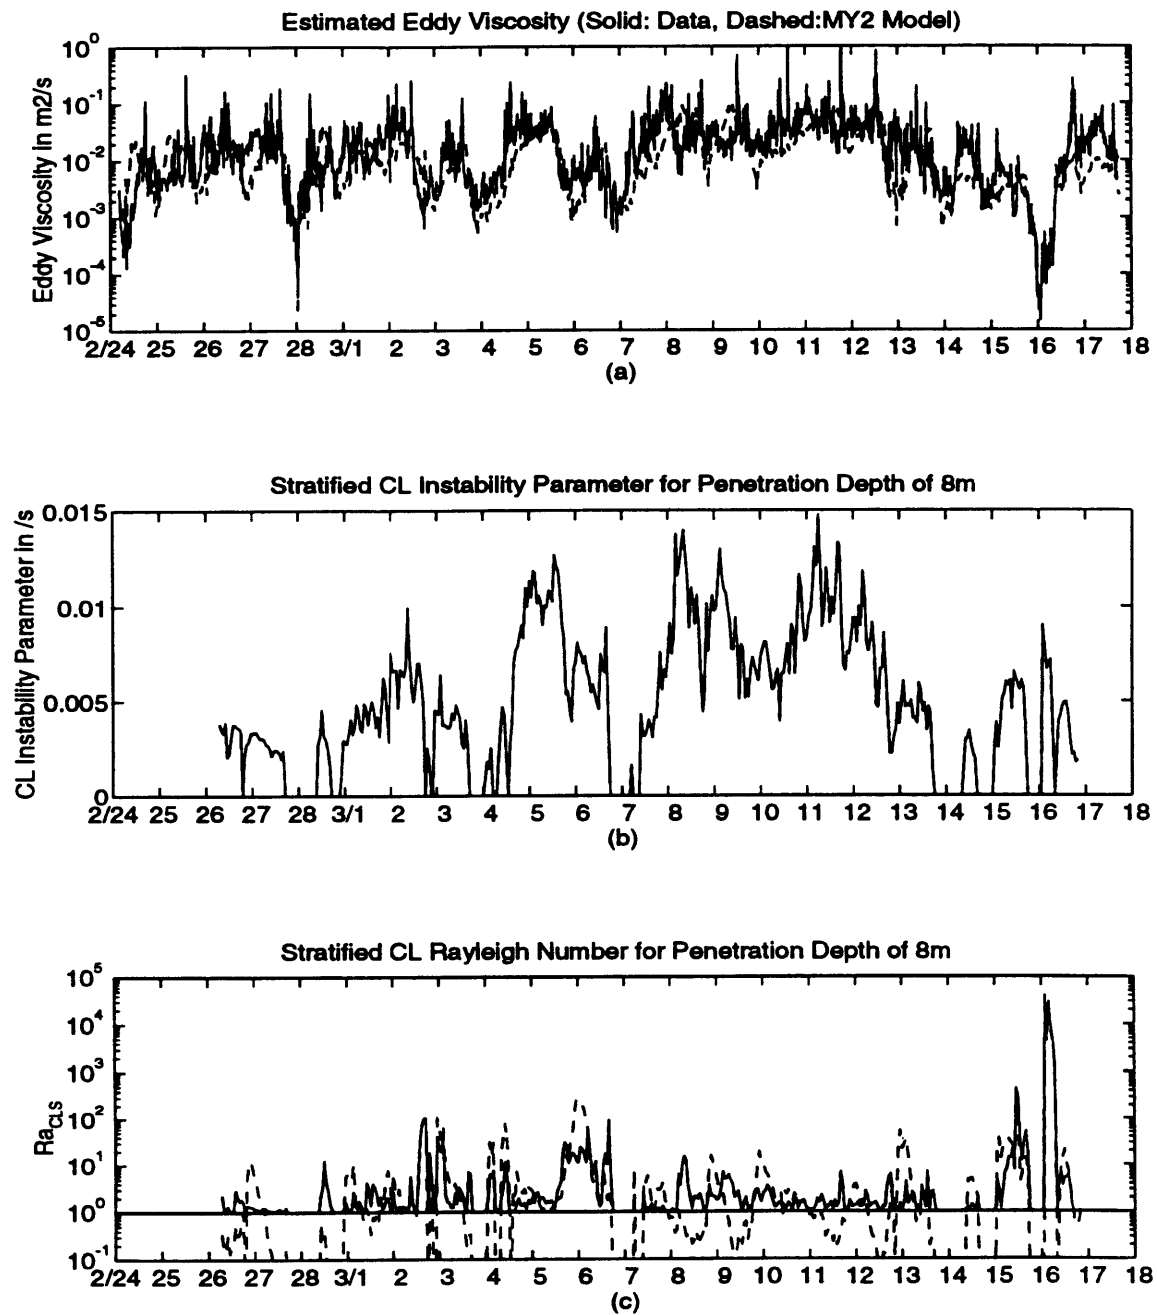 Estimated Eddy Viscosity (Solid: Data, Dashed:MY2 Model)
Eddy Viscosity in m2/s
10^0
10^-1
10^-2
10^-3
10^-4
10^-5
2/24 25 26 27 28 3/1 2 3 4 5 6 7 8 9 10 11 12 13 14 15 16 17 18
(a)
Stratified CL Instability Parameter for Penetration Depth of 8m
CL Instability Parameter in /s
0.015
0.01
0.005
0
2/24 25 26 27 28 3/1 2 3 4 5 6 7 8 9 10 11 12 13 14 15 16 17 18
(b)
Stratified CL Rayleigh Number for Penetration Depth of 8m
Ra_CLS
10^5
10^4
10^3
10^2
10^1
10^0
10^-1
2/24 25 26 27 28 3/1 2 3 4 5 6 7 8 9 10 11 12 13 14 15 16 17 18
(c)